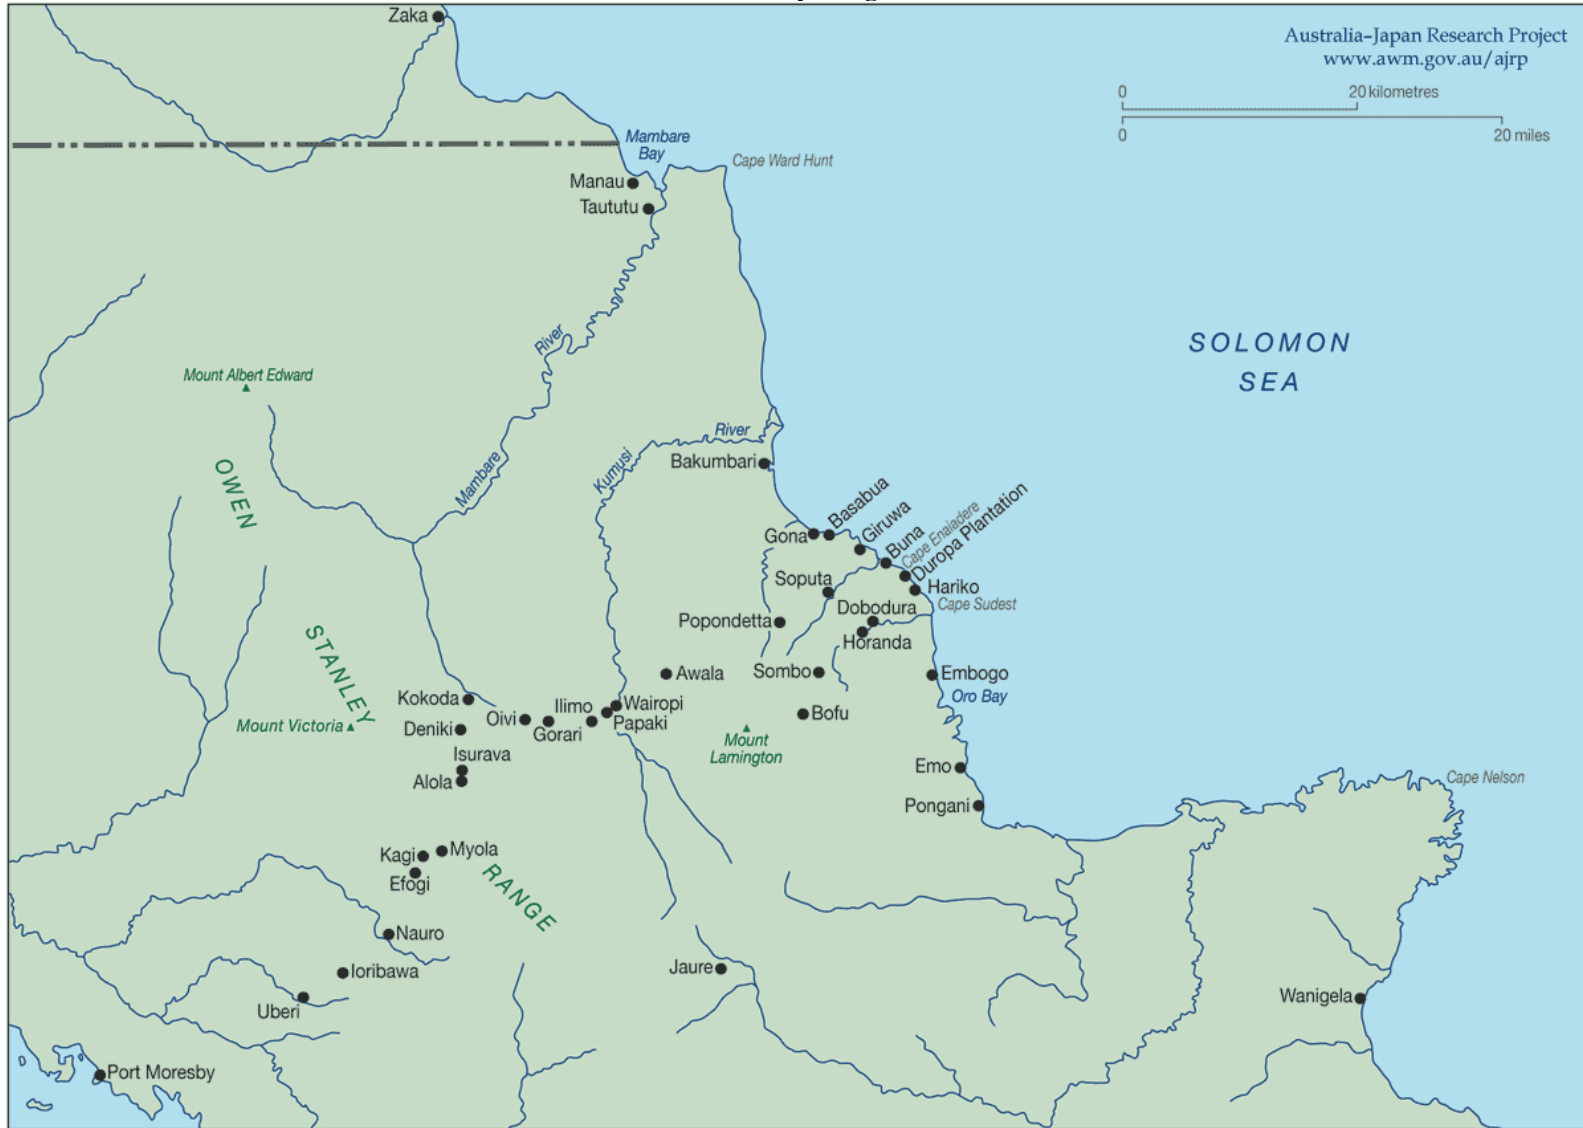 Zaka
Australia–Japan Research Project
www.awm.gov.au/ajrp
0 20 kilometres
0 20 miles
Mambare
Bay
Cape Ward Hunt
Manau
Taututu
River
SOLOMON
SEA
Mount Albert Edward
River
Bakumbari
Kumusi
Mambare
OWEN
Basabua
Gona
Giruwa
Buna
Cape Enaiadere
Duropa Plantation
Soputa
Hariko
Cape Sudest
Dobodura
Popondetta
Horanda
STANLEY
Awala
Sombo
Embogo
Oro Bay
Kokoda
Ilimo
Wairopi
Oivi
Papaki
Bofu
Mount Victoria
Deniki
Gorari
Mount
Lamington
Isurava
Alola
Emo
Cape Nelson
Pongani
Kagi
Myola
Efogi
RANGE
Nauro
Ioribawa
Jaure
Uberi
Wanigela
Port Moresby